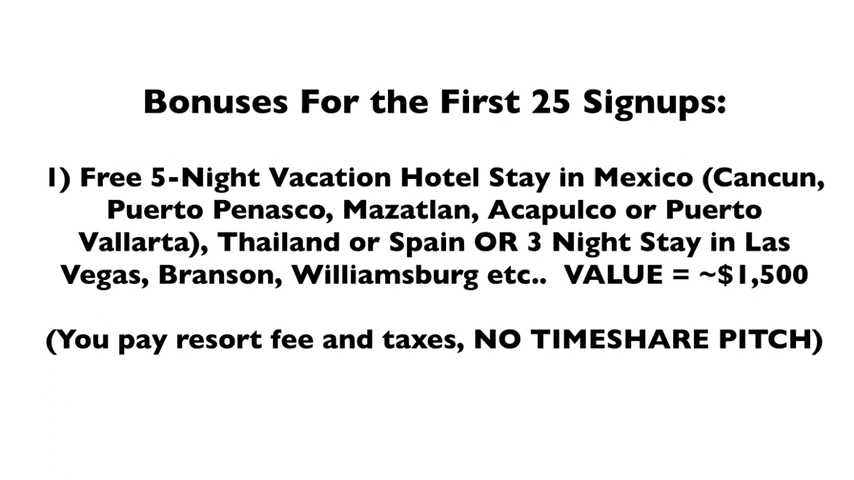 Bonuses For the First 25 Signups:
1) Free 5-Night Vacation Hotel Stay in Mexico (Cancun,
Puerto Penasco, Mazatlan, Acapulco or Puerto
Vallarta), Thailand or Spain OR 3 Night Stay in Las
Vegas, Branson, Williamsburg etc..  VALUE = ~$1,500
(You pay resort fee and taxes, NO TIMESHARE PITCH)